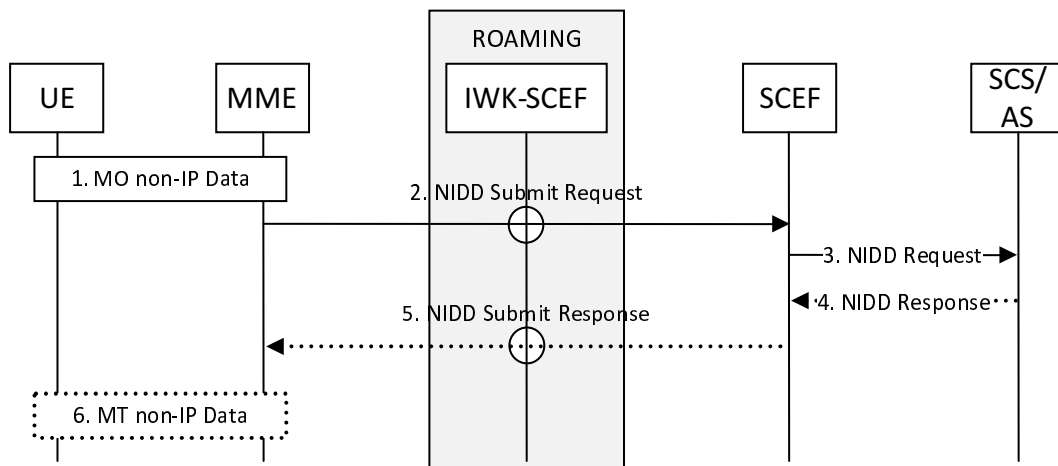 ROAMING
UE
MME
IWK-SCEF
SCEF
SCS/
AS
1. MO non-IP Data
2. NIDD Submit Request
3. NIDD Request
4. NIDD Response
5. NIDD Submit Response
6. MT non-IP Data